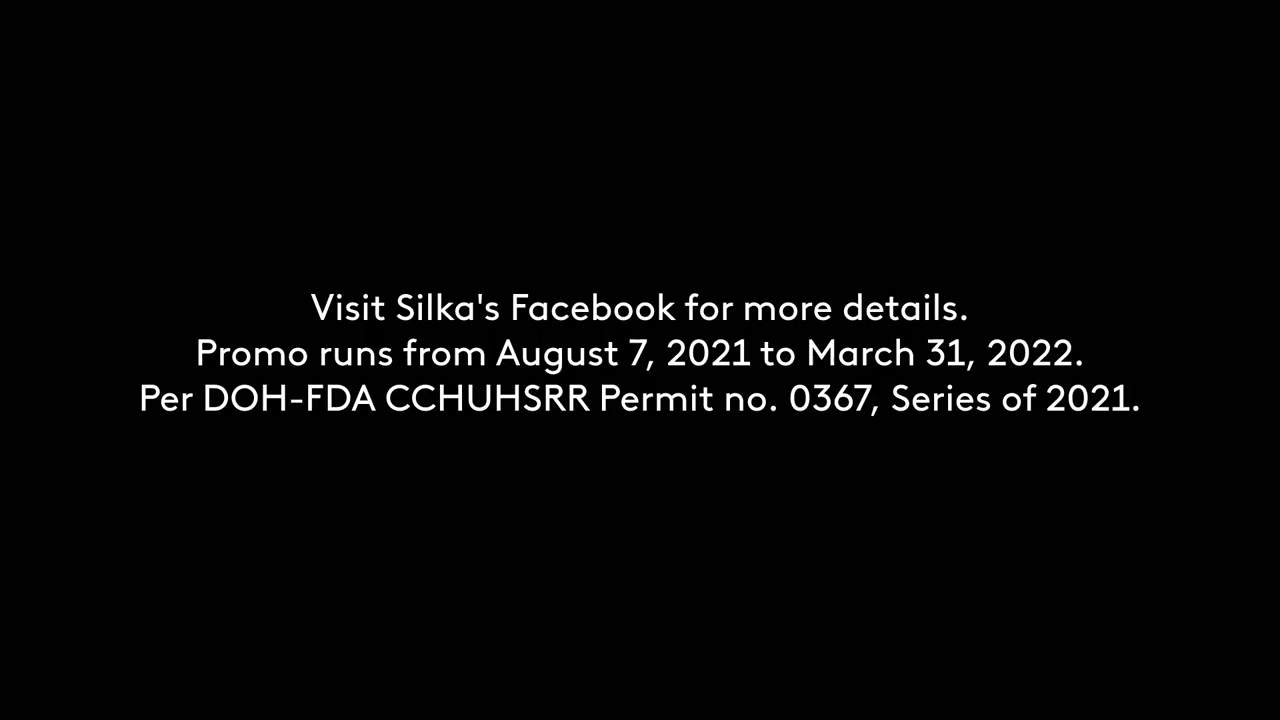 Visit Silka's Facebook for more details.
Promo runs from August 7, 2021 to March 31, 2022.
Per DOH-FDA CCHUHSRR Permit no. 0367, Series of 2021.